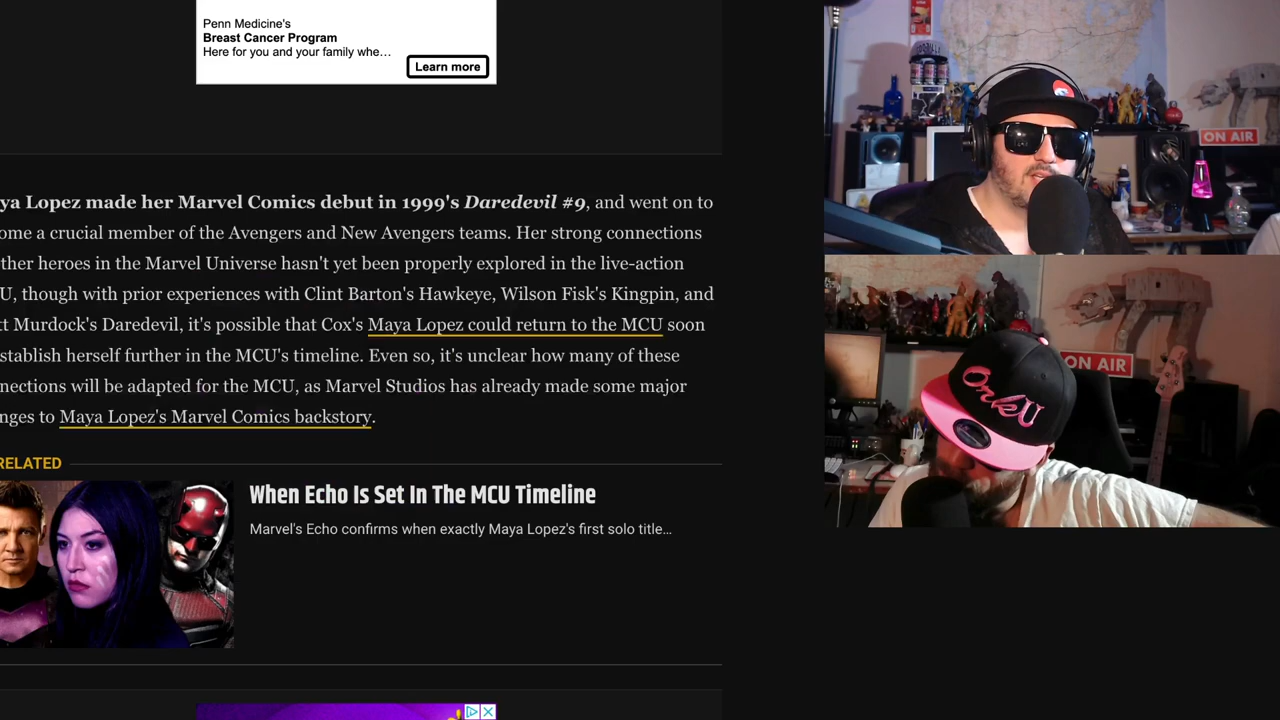 Penn Medicine's
Breast Cancer Program
Here for you and your family whe…
Learn more
ya Lopez made her Marvel Comics debut in 1999's Daredevil #9, and went on to
ome a crucial member of the Avengers and New Avengers teams. Her strong connections
ther heroes in the Marvel Universe hasn't yet been properly explored in the live-action
U, though with prior experiences with Clint Barton's Hawkeye, Wilson Fisk's Kingpin, and
tt Murdock's Daredevil, it's possible that Cox's Maya Lopez could return to the MCU soon
stablish herself further in the MCU's timeline. Even so, it's unclear how many of these
nections will be adapted for the MCU, as Marvel Studios has already made some major
nges to Maya Lopez's Marvel Comics backstory.
RELATED
When Echo Is Set In The MCU Timeline
Marvel's Echo confirms when exactly Maya Lopez's first solo title…
ON AIR
ON AIR
OnkU